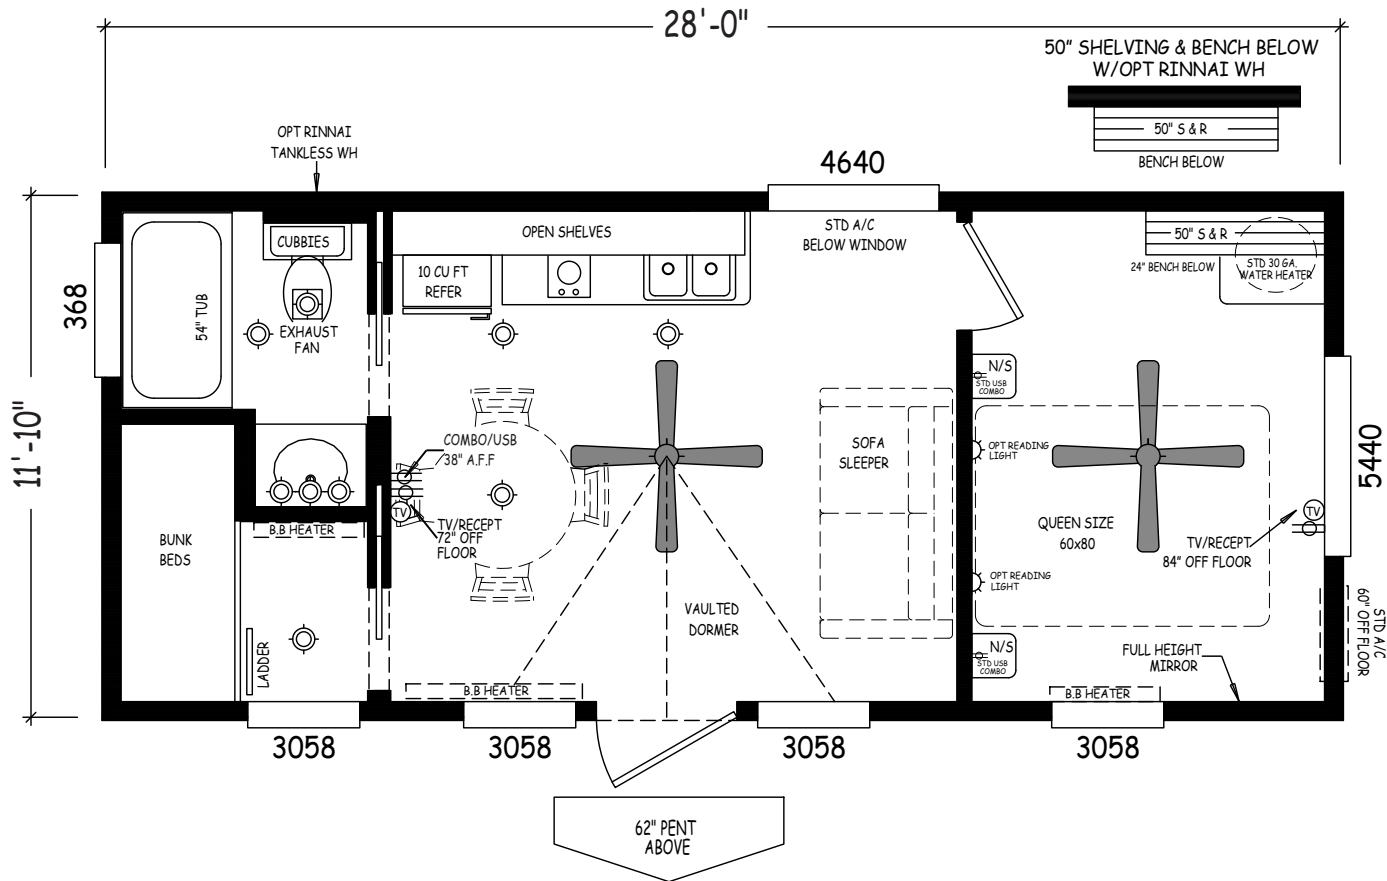 28'-0"
50" SHELVING & BENCH BELOW
W/OPT RINNAI WH
50" S & R
BENCH BELOW
OPT RINNAI
TANKLESS WH
4640
STD A/C
BELOW WINDOW
OPEN SHELVES
CUBBIES
10 CU FT
REFER
50" S & R
24" BENCH BELOW
STD 30 GA.
WATER HEATER
368
54" TUB
EXHAUST
FAN
11'-10"
N/S
STD USB
COMBO
COMBO/USB
38" A.F.F
SOFA
SLEEPER
OPT READING
LIGHT
5440
TV
TV/RECEPT
72" OFF
FLOOR
B.B HEATER
BUNK
BEDS
QUEEN SIZE
60x80
TV
TV/RECEPT
84" OFF FLOOR
OPT READING
LIGHT
STD A/C
60" OFF FLOOR
VAULTED
DORMER
LADDER
N/S
STD USB
COMBO
FULL HEIGHT
MIRROR
B.B HEATER
B.B HEATER
3058
3058
3058
3058
62" PENT
ABOVE